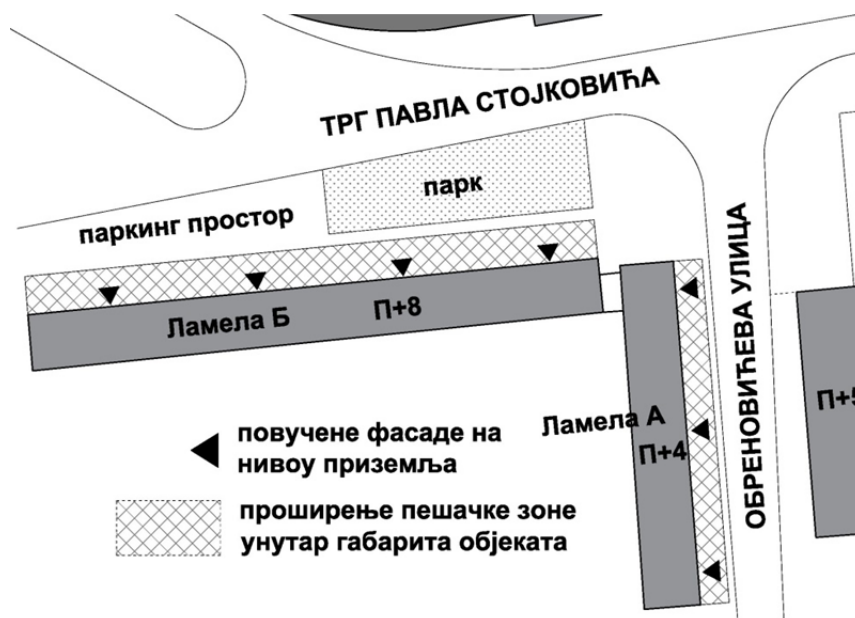 ТРГ ПАВЛА СТОЈКОВИЋА
парк
паркинг простор
Ламела Б
П+8
Ламела А
П+4
ОБРЕНОВИЋЕВА УЛИЦА
П+5
повучене фасаде на
нивоу приземља
проширење пешачке зоне
унутар габарита објеката